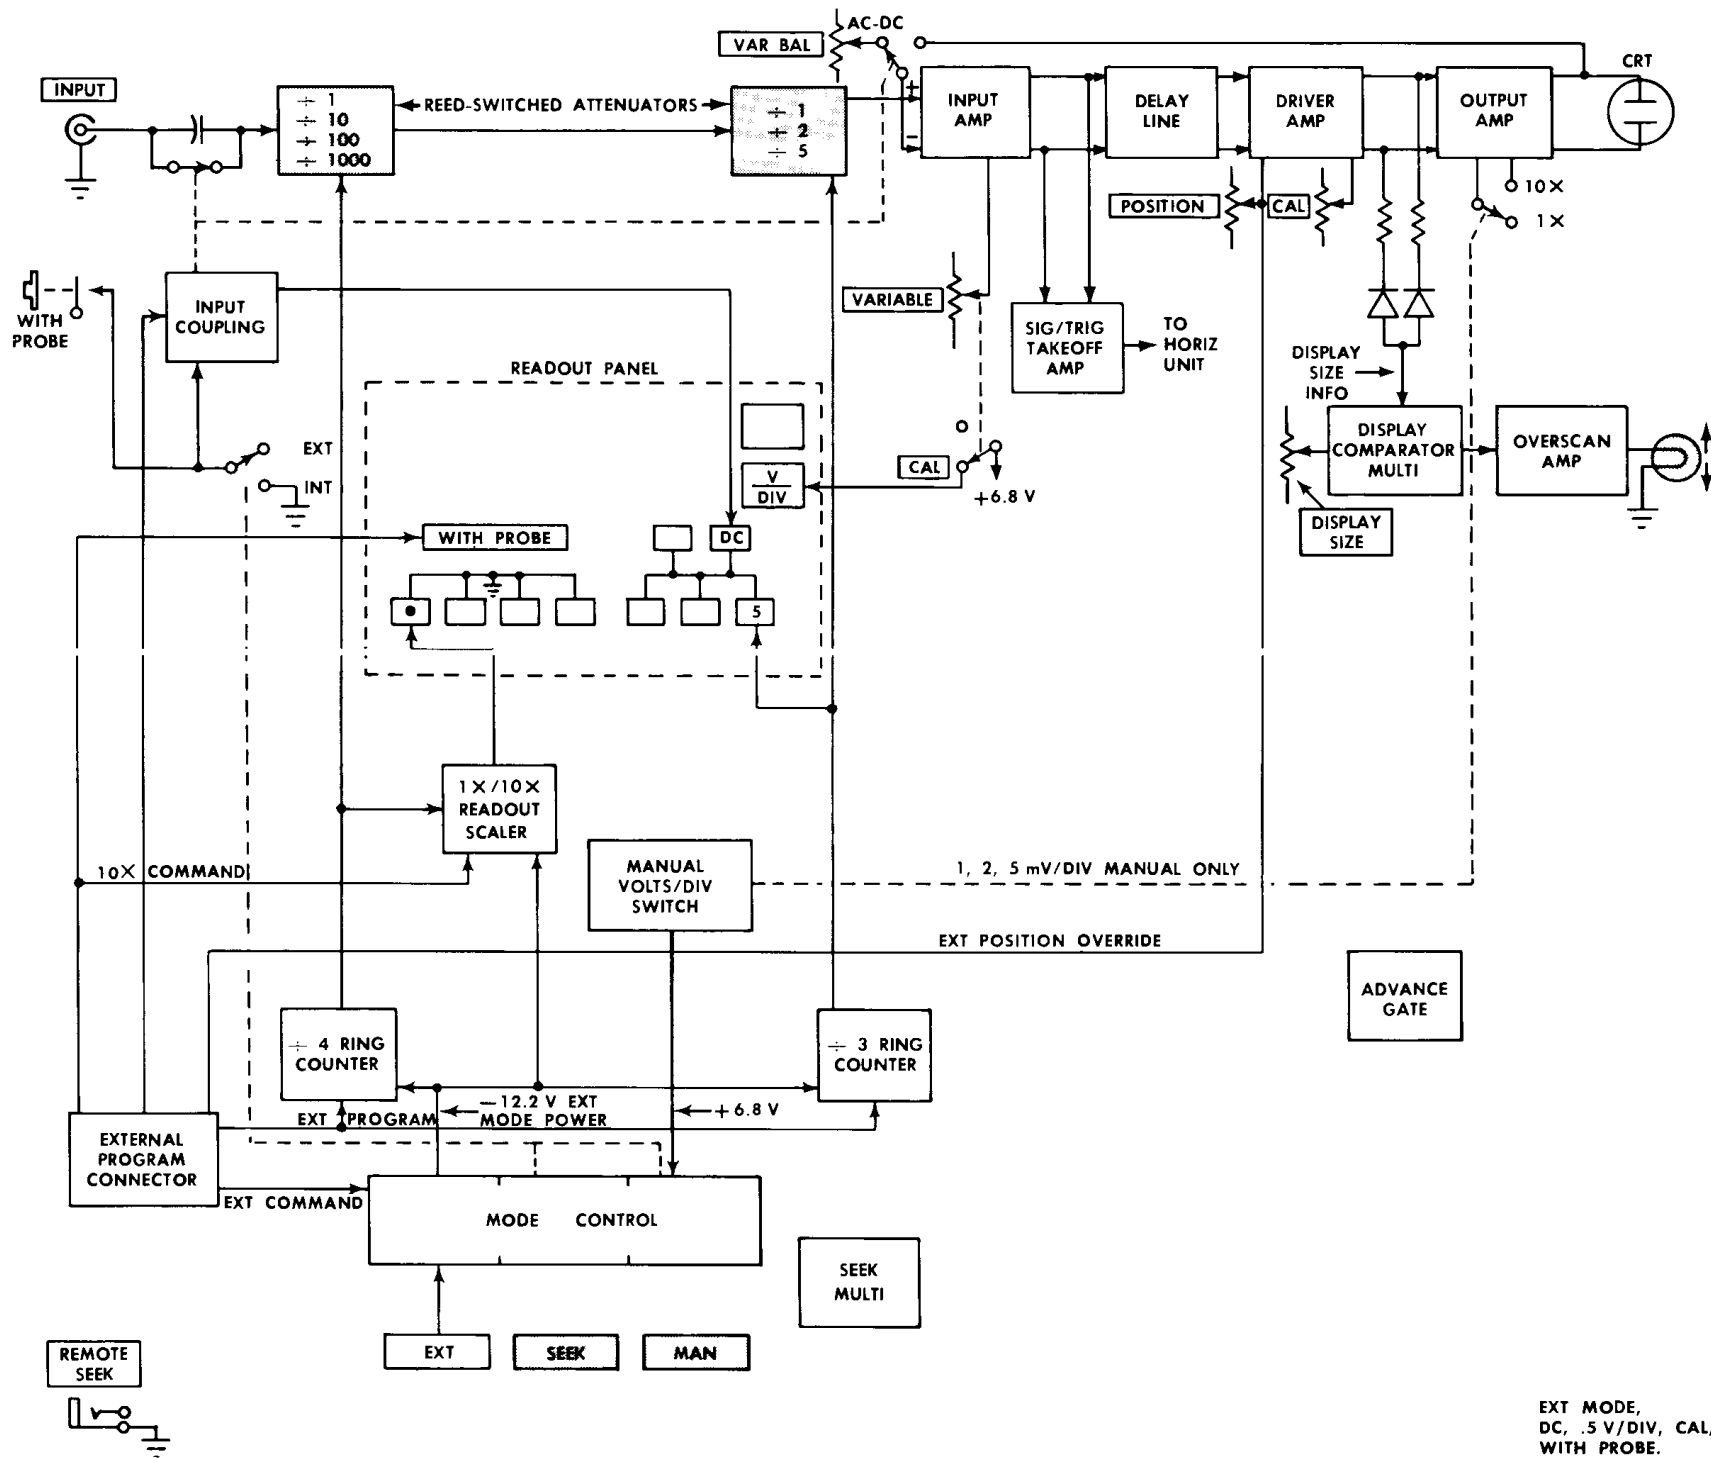 AC-DC
VAR BAL
CRT
INPUT
÷ 1
÷ 10
÷ 100
÷ 1000
REED-SWITCHED ATTENUATORS
÷ 1
÷ 2
÷ 5
+
−
INPUT
AMP
DELAY
LINE
DRIVER
AMP
OUTPUT
AMP
POSITION
CAL
10X
1X
WITH
PROBE
INPUT
COUPLING
VARIABLE
SIG/TRIG
TAKEOFF
AMP
TO
HORIZ
UNIT
DISPLAY
SIZE
INFO
READOUT PANEL
EXT
INT
V
DIV
CAL
+6.8 V
DISPLAY
COMPARATOR
MULTI
OVERSCAN
AMP
DISPLAY
SIZE
WITH PROBE
DC
5
1X/10X
READOUT
SCALER
10X COMMAND
MANUAL
VOLTS/DIV
SWITCH
1, 2, 5 mV/DIV MANUAL ONLY
EXT POSITION OVERRIDE
ADVANCE
GATE
÷ 4 RING
COUNTER
÷ 3 RING
COUNTER
−12.2 V EXT
MODE POWER
+6.8 V
EXT PROGRAM
EXTERNAL
PROGRAM
CONNECTOR
EXT COMMAND
MODE CONTROL
SEEK
MULTI
EXT
SEEK
MAN
REMOTE
SEEK
EXT MODE,
DC, .5 V/DIV, CAL,
WITH PROBE.